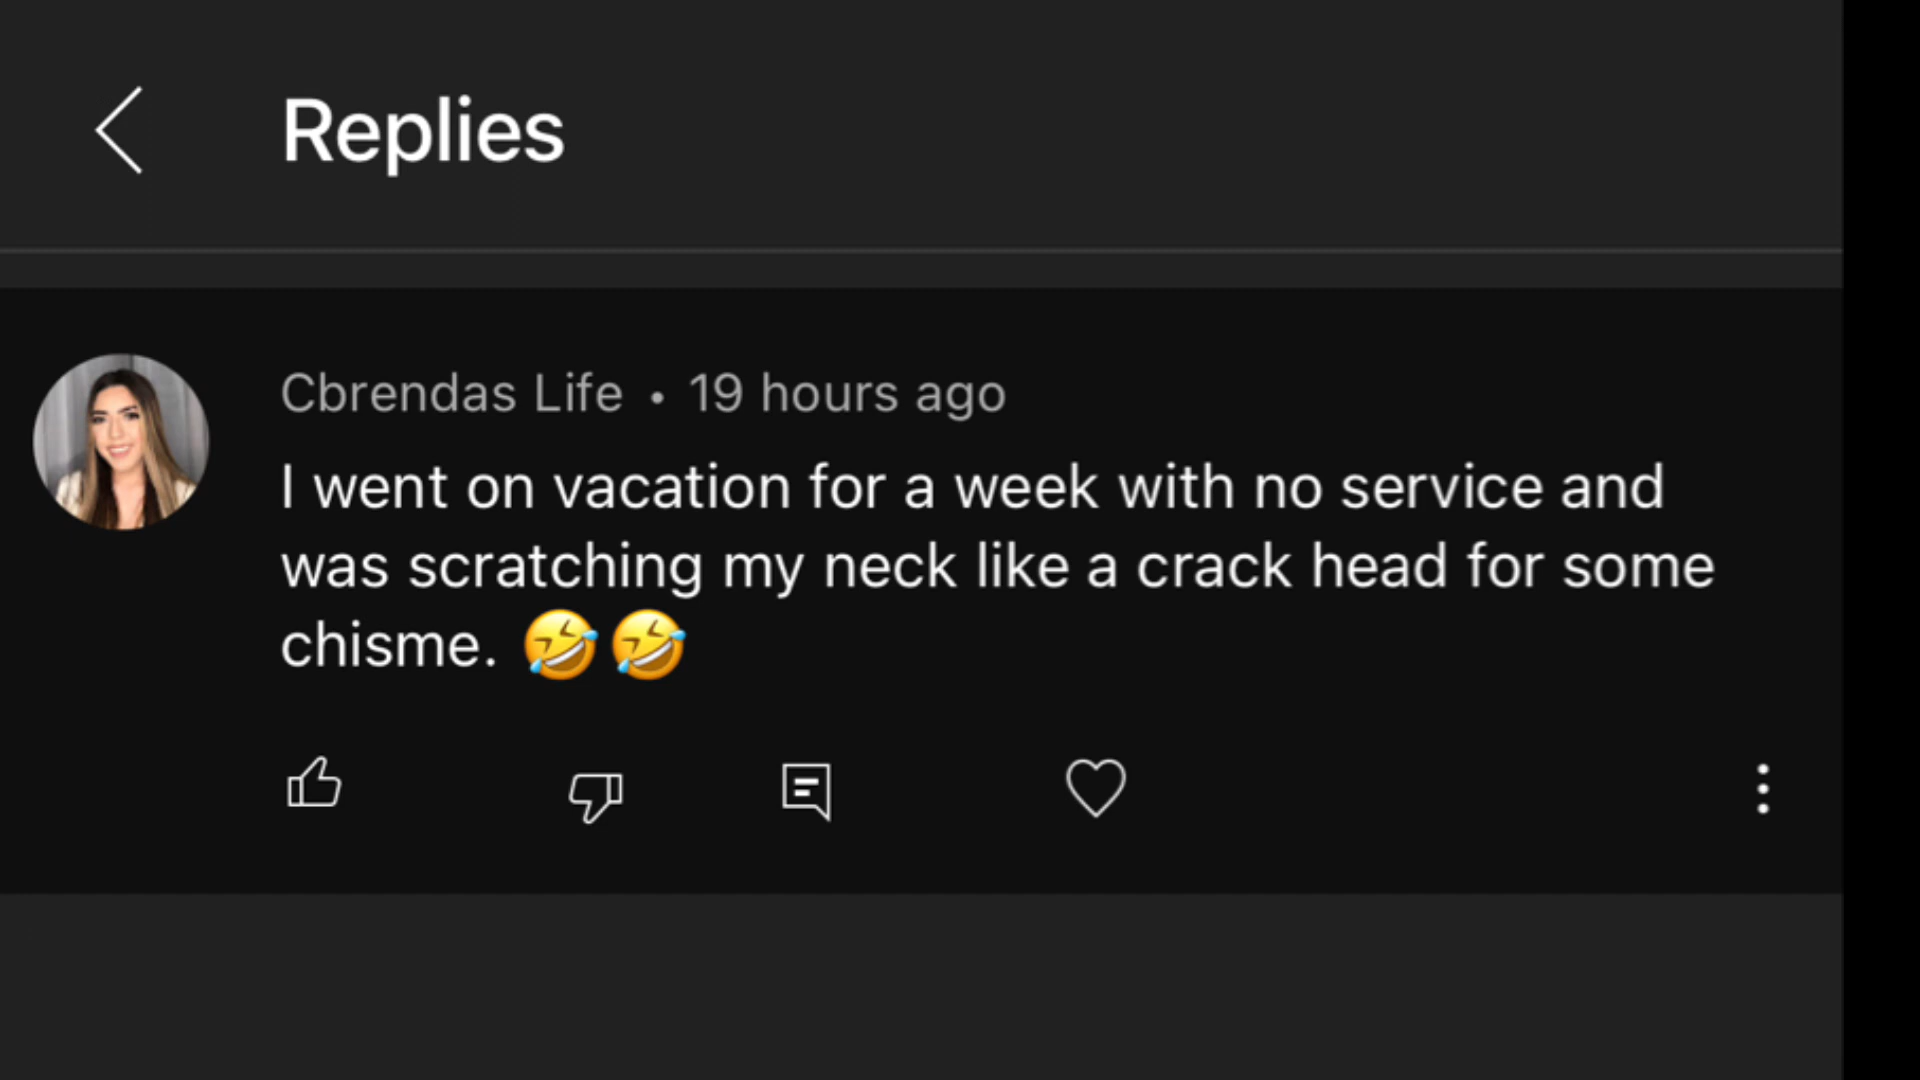 Replies
Cbrendas Life • 19 hours ago
I went on vacation for a week with no service and
was scratching my neck like a crack head for some
chisme. 🤣🤣